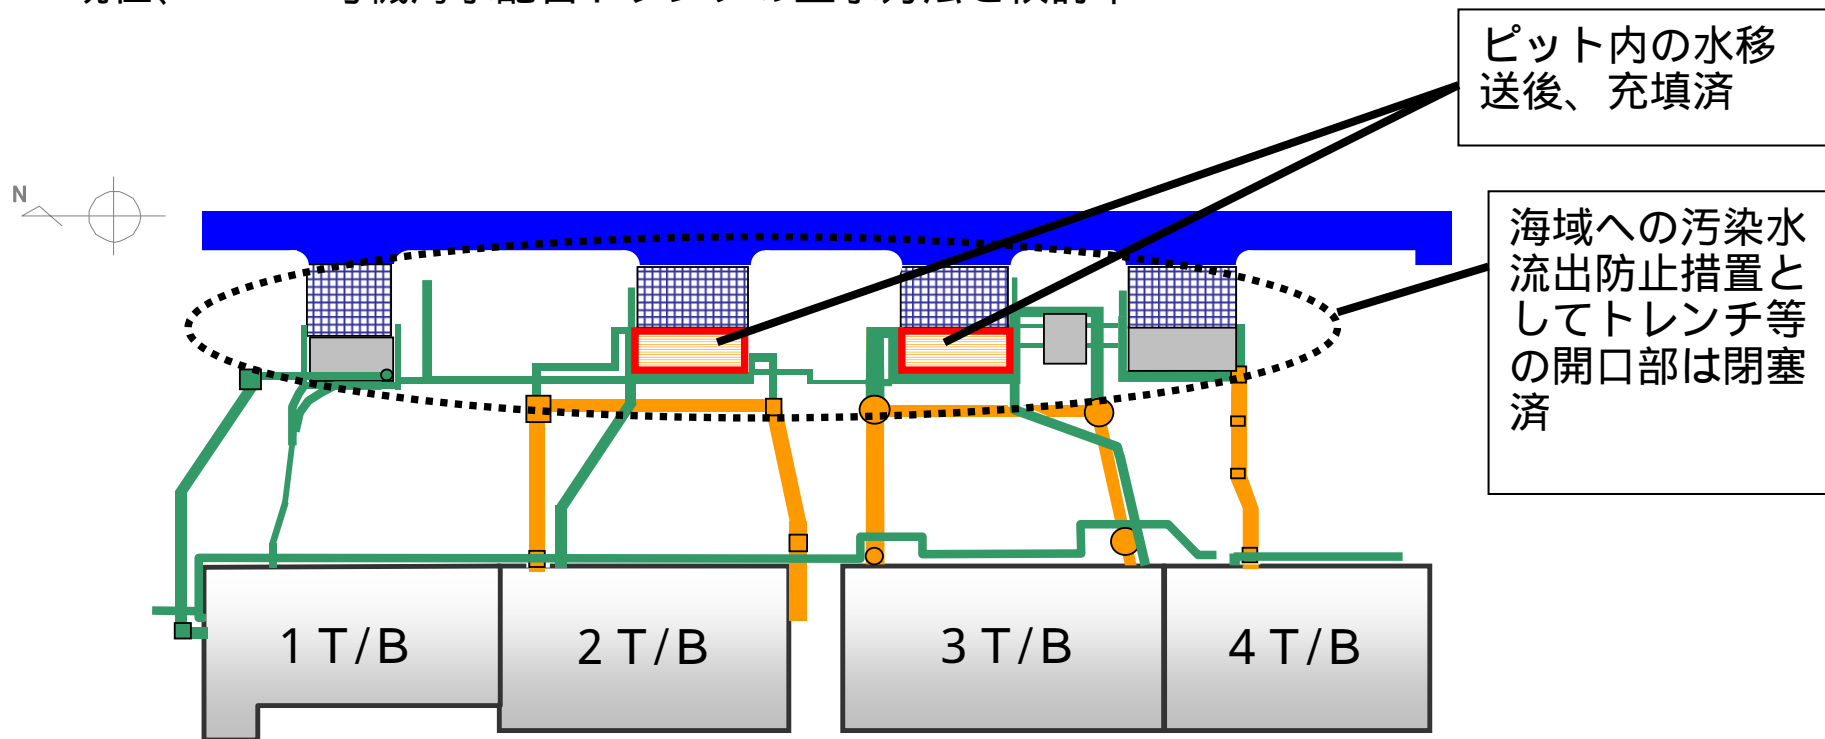 ピット内の水移
送後、充填済
N
海域への汚染水
流出防止措置と
してトレンチ等
の開口部は閉塞
済
1 T/B
2 T/B
3 T/B
4 T/B